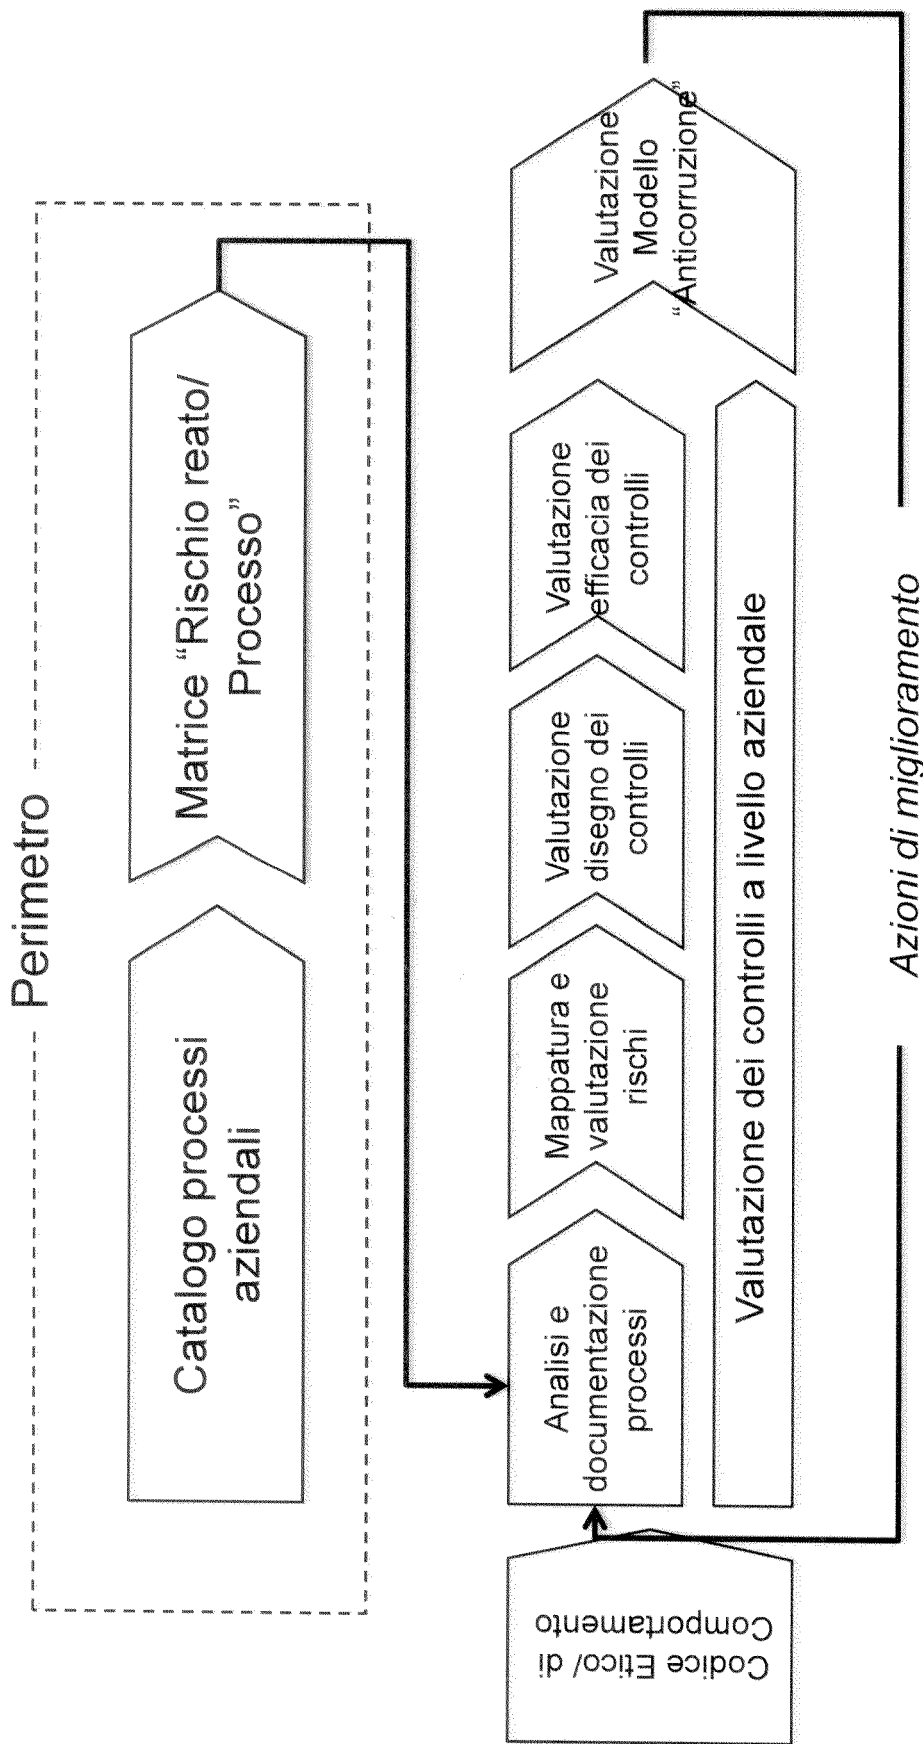 Perimetro
Catalogo processi
aziendali
Matrice “Rischio reato/
Processo”
Codice Etico/ di
Comportamento
Analisi e
documentazione
processi
Mappatura e
valutazione
rischi
Valutazione
disegno dei
controlli
Valutazione
efficacia dei
controlli
Valutazione
Modello
“Anticorruzione”
Valutazione dei controlli a livello aziendale
Azioni di miglioramento